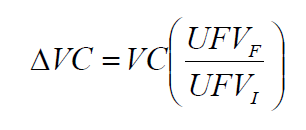 ΔVC = VC(UFV_F / UFV_I)